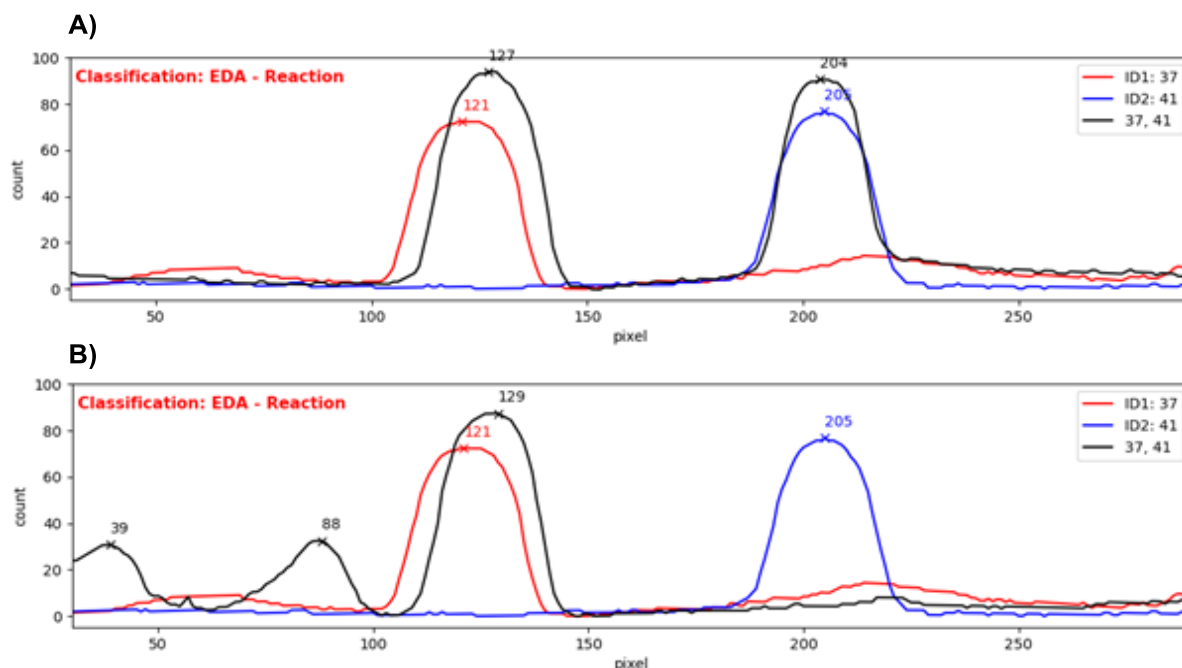 A)
127
204
100
Classification: EDA - Reaction
121
205
ID1: 37
ID2: 41
37, 41
80
60
count
40
20
0
50
100
150
200
250
pixel
B)
129
100
Classification: EDA - Reaction
121
205
ID1: 37
ID2: 41
37, 41
80
60
count
40
39
88
20
0
50
100
150
200
250
pixel